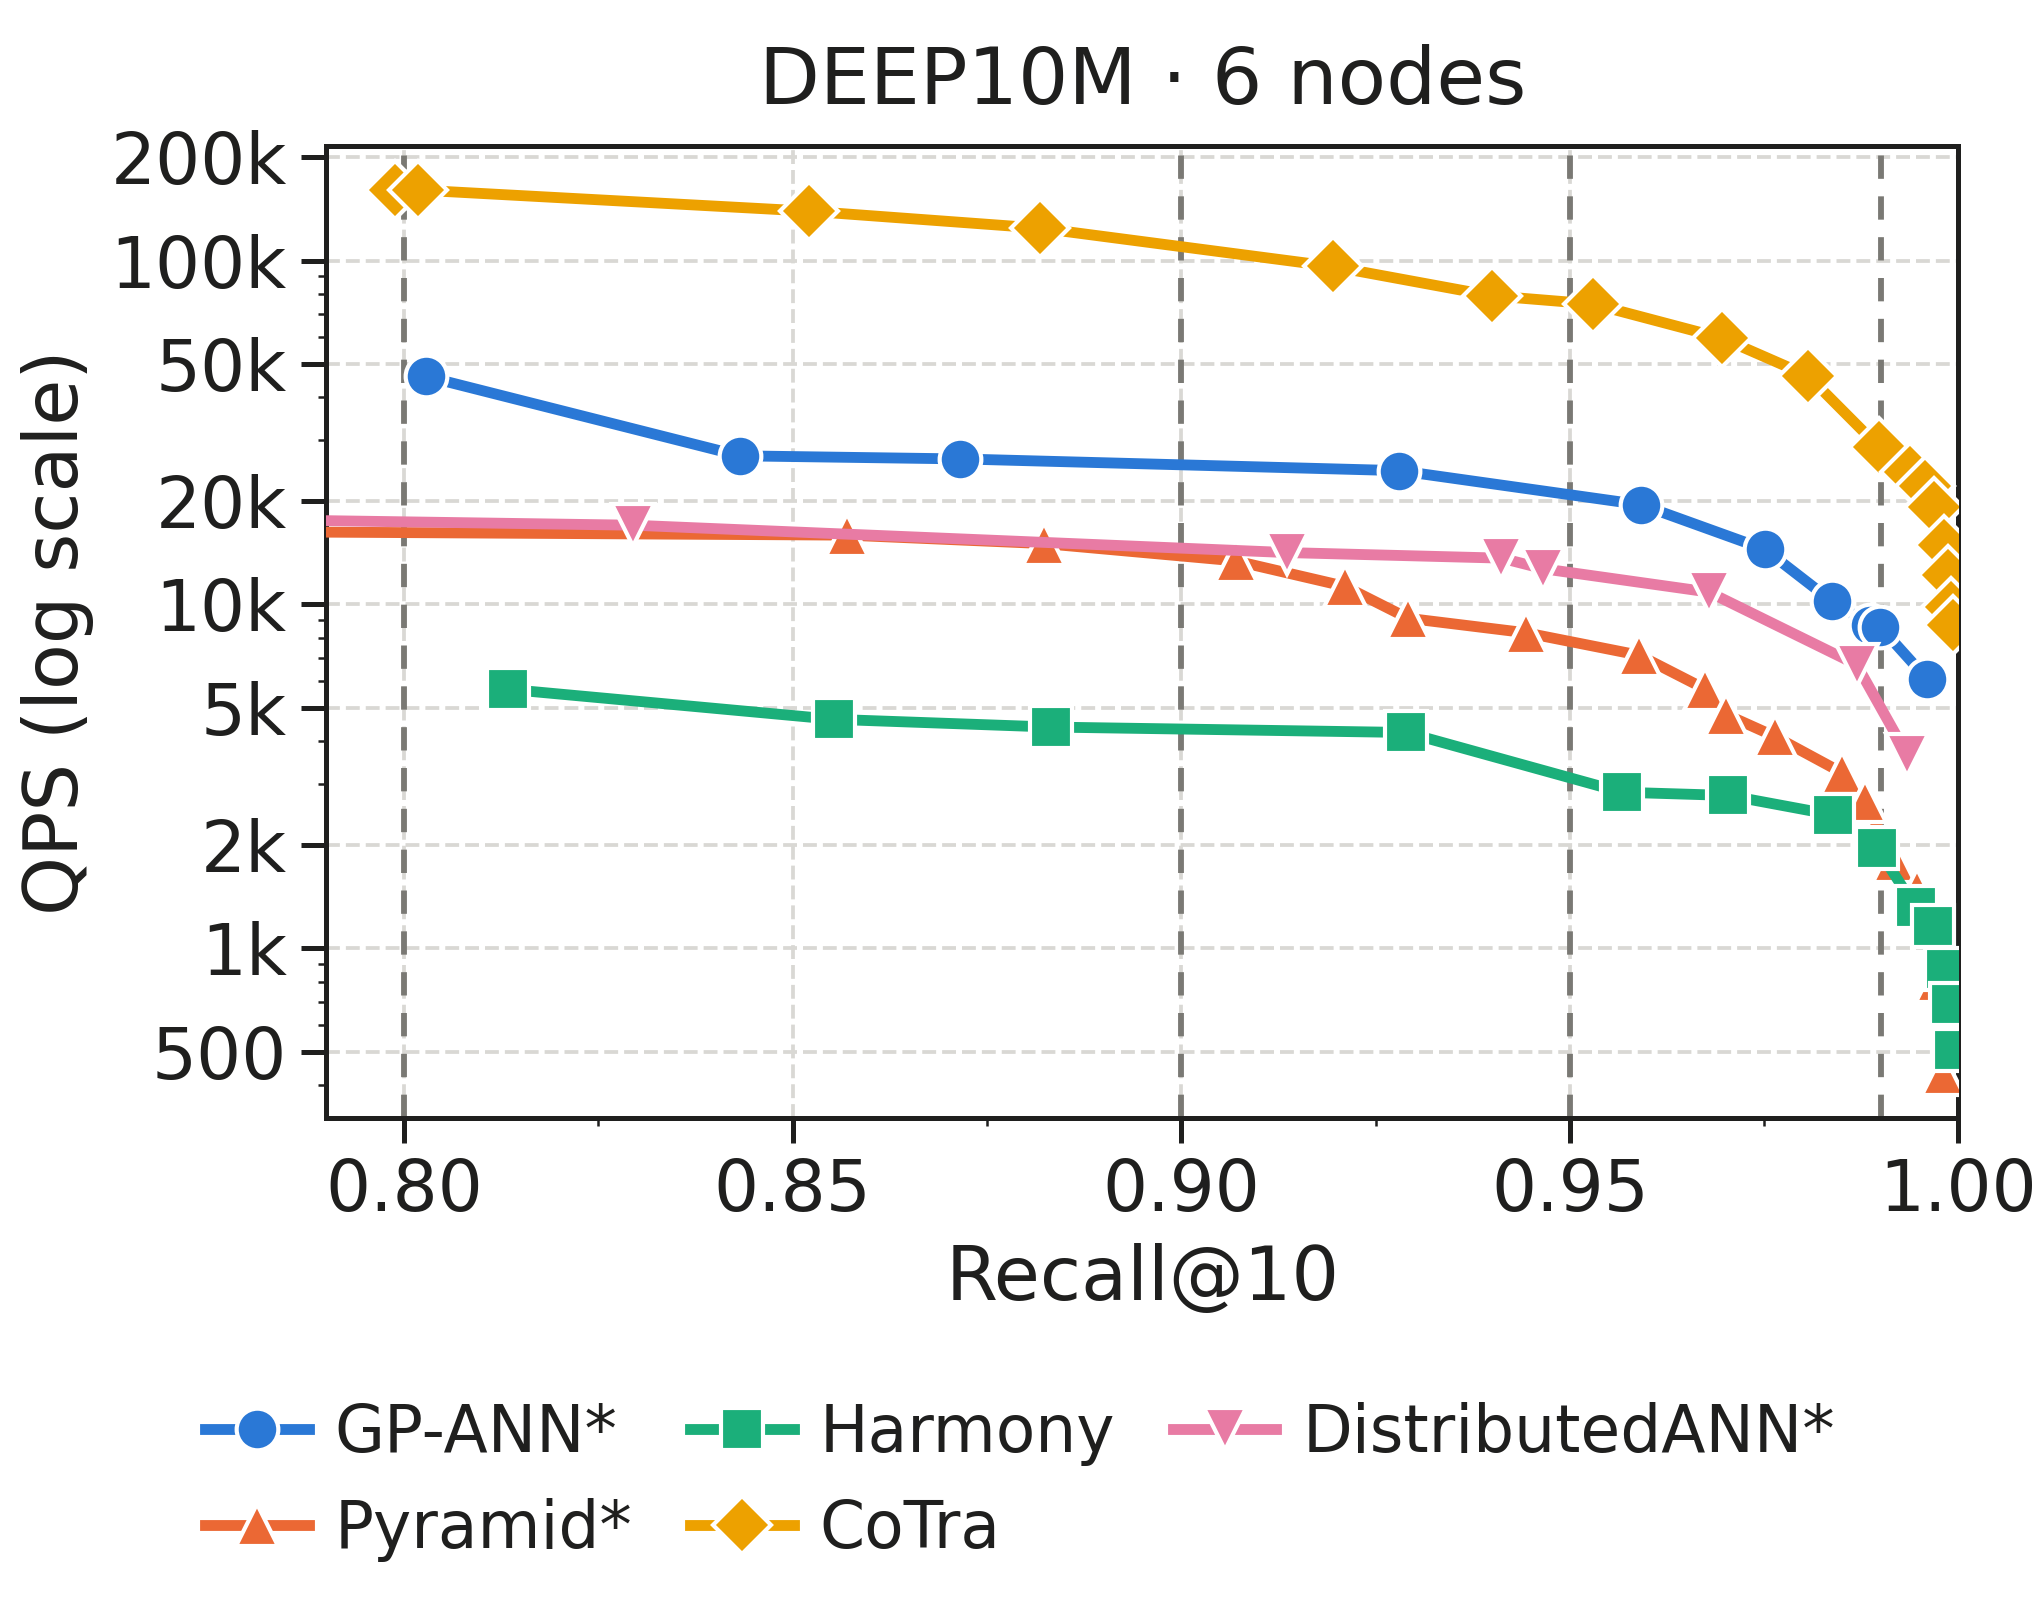 DEEP10M · 6 nodes
QPS (log scale)
200k
100k
50k
20k
10k
5k
2k
1k
500
0.80 0.85 0.90 0.95 1.00
Recall@10
GP-ANN* Harmony DistributedANN*
Pyramid* CoTra